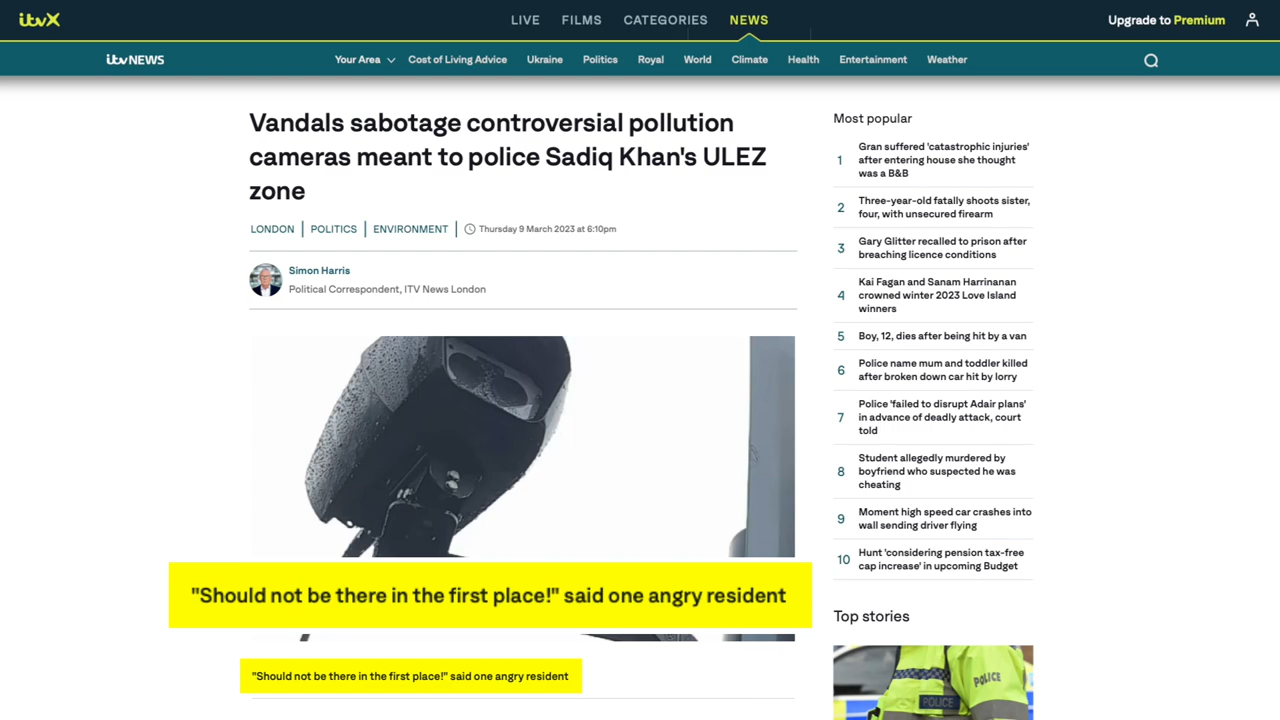 itvX
LIVE
FILMS
CATEGORIES
NEWS
Upgrade to Premium
itv NEWS
Your Area
Cost of Living Advice
Ukraine
Politics
Royal
World
Climate
Health
Entertainment
Weather
Vandals sabotage controversial pollution
cameras meant to police Sadiq Khan's ULEZ
zone
LONDON
POLITICS
ENVIRONMENT
Thursday 9 March 2023 at 6:10pm
Simon Harris
Political Correspondent, ITV News London
"Should not be there in the first place!" said one angry resident
"Should not be there in the first place!" said one angry resident
Most popular
1
Gran suffered 'catastrophic injuries'
after entering house she thought
was a B&B
2
Three-year-old fatally shoots sister,
four, with unsecured firearm
3
Gary Glitter recalled to prison after
breaching licence conditions
4
Kai Fagan and Sanam Harrinanan
crowned winter 2023 Love Island
winners
5
Boy, 12, dies after being hit by a van
6
Police name mum and toddler killed
after broken down car hit by lorry
7
Police 'failed to disrupt Adair plans'
in advance of deadly attack, court
told
8
Student allegedly murdered by
boyfriend who suspected he was
cheating
9
Moment high speed car crashes into
wall sending driver flying
10
Hunt 'considering pension tax-free
cap increase' in upcoming Budget
Top stories
POLICE
POLICE